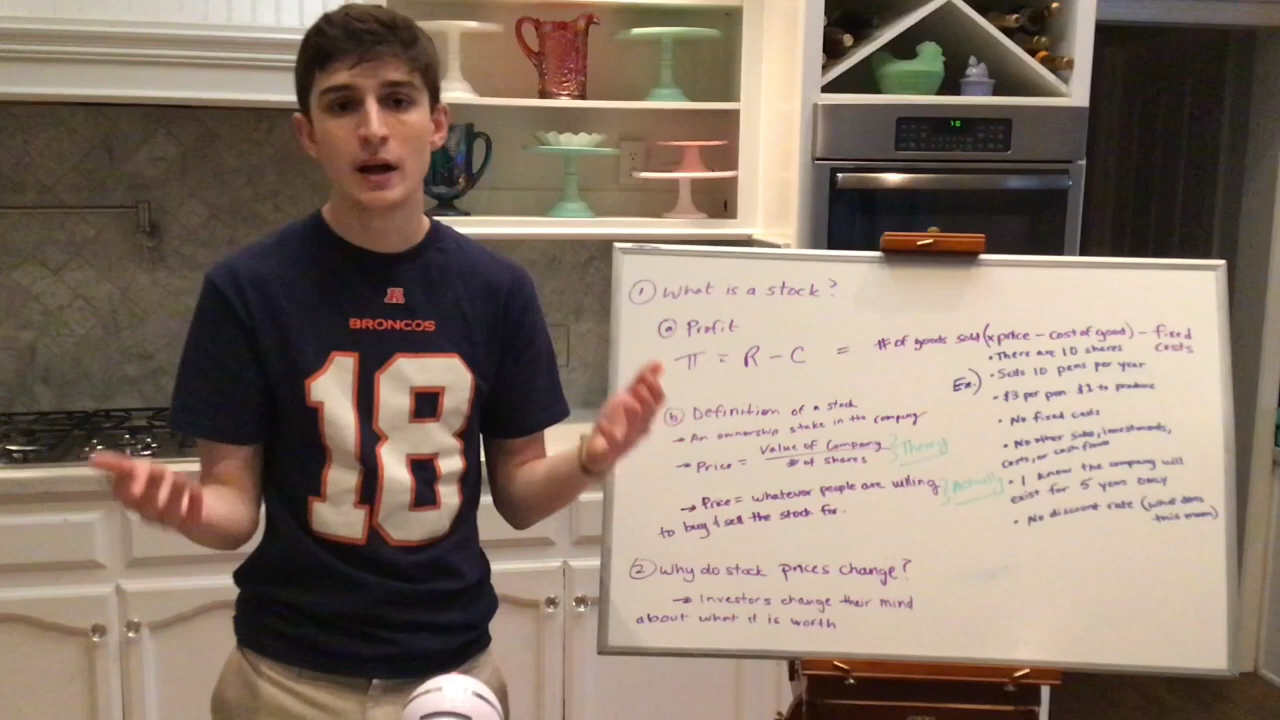 BRONCOS
18
10
① What is a stock?
ⓐ Profit
π = R - C = # of goods sold (x price - cost of good) - fixed costs
ⓑ Definition of a stock
→ An ownership stake in the company
→ Price = Value of Company / # of shares } Theory
→ Price = whatever people are willing } Actually
to buy & sell the stock for.
② Why do stock prices change?
→ Investors change their mind
about what it is worth
Ex.)
• There are 10 shares
• Sells 10 pens per year
• $3 per pen $1 to produce
• No fixed costs
• No other sales, investments,
costs, or cash flows
• I know the company will
exist for 5 years only
• No discount rate (what does
this mean)